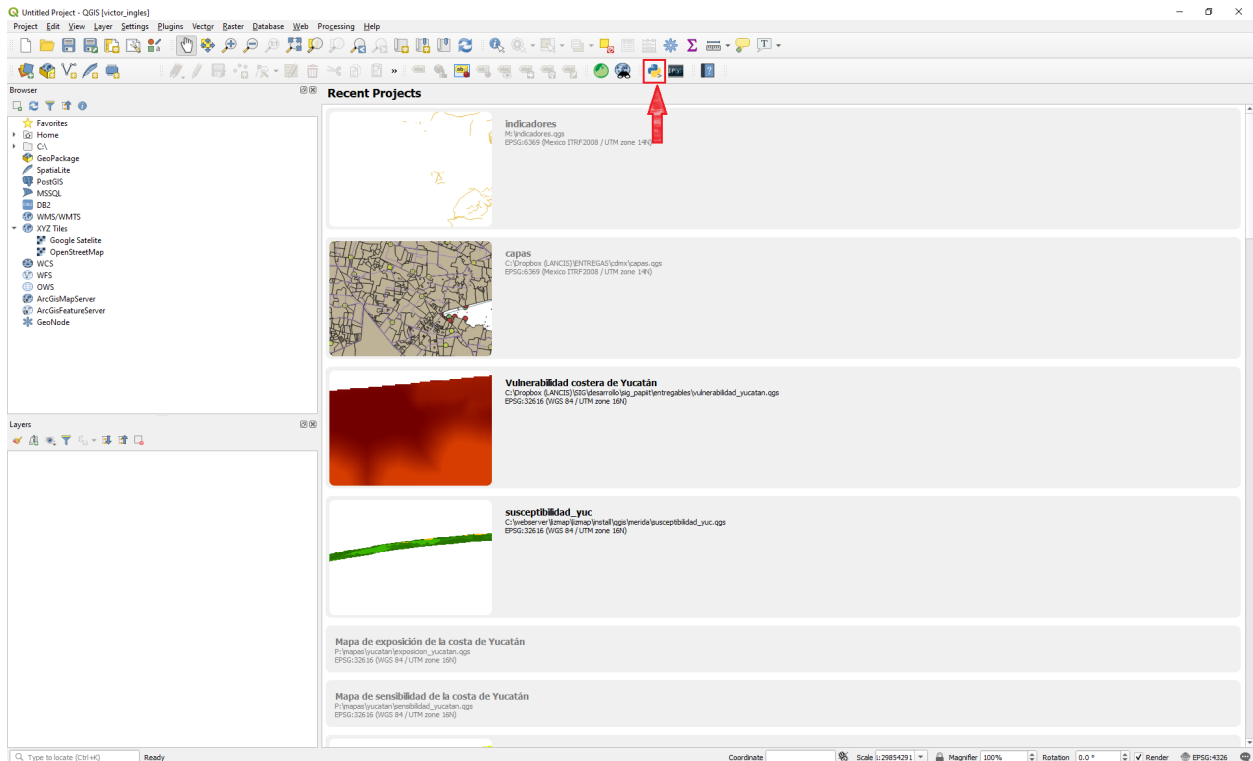 Untitled Project - QGIS [victor_ingles]
Project Edit View Layer Settings Plugins Vector Raster Database Web Processing Help
Browser
Favorites
Home
C:\
GeoPackage
SpatiaLite
PostGIS
MSSQL
DB2
WMS/WMTS
XYZ Tiles
Google Satelite
OpenStreetMap
WCS
WFS
OWS
ArcGisMapServer
ArcGisFeatureServer
GeoNode
Layers
Recent Projects
indicadores
M:\indicadores.qgs
EPSG:6369 (Mexico ITRF2008 / UTM zone 14N)
capas
C:\Dropbox (LANCIS)\ENTREGAS\cdmx\capas.qgs
EPSG:6369 (Mexico ITRF2008 / UTM zone 14N)
Vulnerabilidad costera de Yucatán
C:\Dropbox (LANCIS)\SIG\desarrollo\sig_papiit\entregables\vulnerabilidad_yucatan.qgs
EPSG:32616 (WGS 84 / UTM zone 16N)
susceptibilidad_yuc
C:\webserver\lizmap\lizmap\install\qgis\merida\susceptibilidad_yuc.qgs
EPSG:32616 (WGS 84 / UTM zone 16N)
Mapa de exposición de la costa de Yucatán
P:\mapas\yucatan\exposicion_yucatan.qgs
EPSG:32616 (WGS 84 / UTM zone 16N)
Mapa de sensibilidad de la costa de Yucatán
P:\mapas\yucatan\sensibilidad_yucatan.qgs
EPSG:32616 (WGS 84 / UTM zone 16N)
Type to locate (Ctrl+K) Ready Coordinate Scale 1:29854291 Magnifier 100% Rotation 0.0 ° Render EPSG:4326